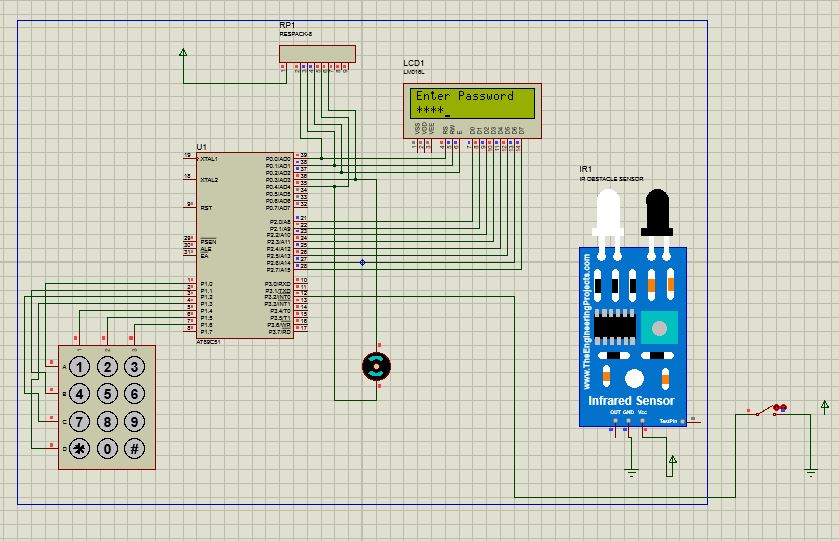 RP1
RESPACK-8
LCD1
LM016L
Enter Password
****_
VSS VDD VEE RS RW E D0 D1 D2 D3 D4 D5 D6 D7
U1
19 XTAL1
18 XTAL2
9 RST
29 PSEN
30 ALE
31 EA
P0.0/AD0 39
P0.1/AD1 38
P0.2/AD2 37
P0.3/AD3 36
P0.4/AD4 35
P0.5/AD5 34
P0.6/AD6 33
P0.7/AD7 32
P2.0/A8 21
P2.1/A9 22
P2.2/A10 23
P2.3/A11 24
P2.4/A12 25
P2.5/A13 26
P2.6/A14 27
P2.7/A15 28
1 P1.0
2 P1.1
3 P1.2
4 P1.3
5 P1.4
6 P1.5
7 P1.6
8 P1.7
P3.0/RXD 10
P3.1/TXD 11
P3.2/INT0 12
P3.3/INT1 13
P3.4/T0 14
P3.5/T1 15
P3.6/WR 16
P3.7/RD 17
AT89C51
1 2 3
A
B
C
D
1 2 3
4 5 6
7 8 9
* 0 #
IR1
IR OBSTACLE SENSOR
www.TheEngineeringProjects.com
Infrared Sensor
OUT GND Vcc
TestPin